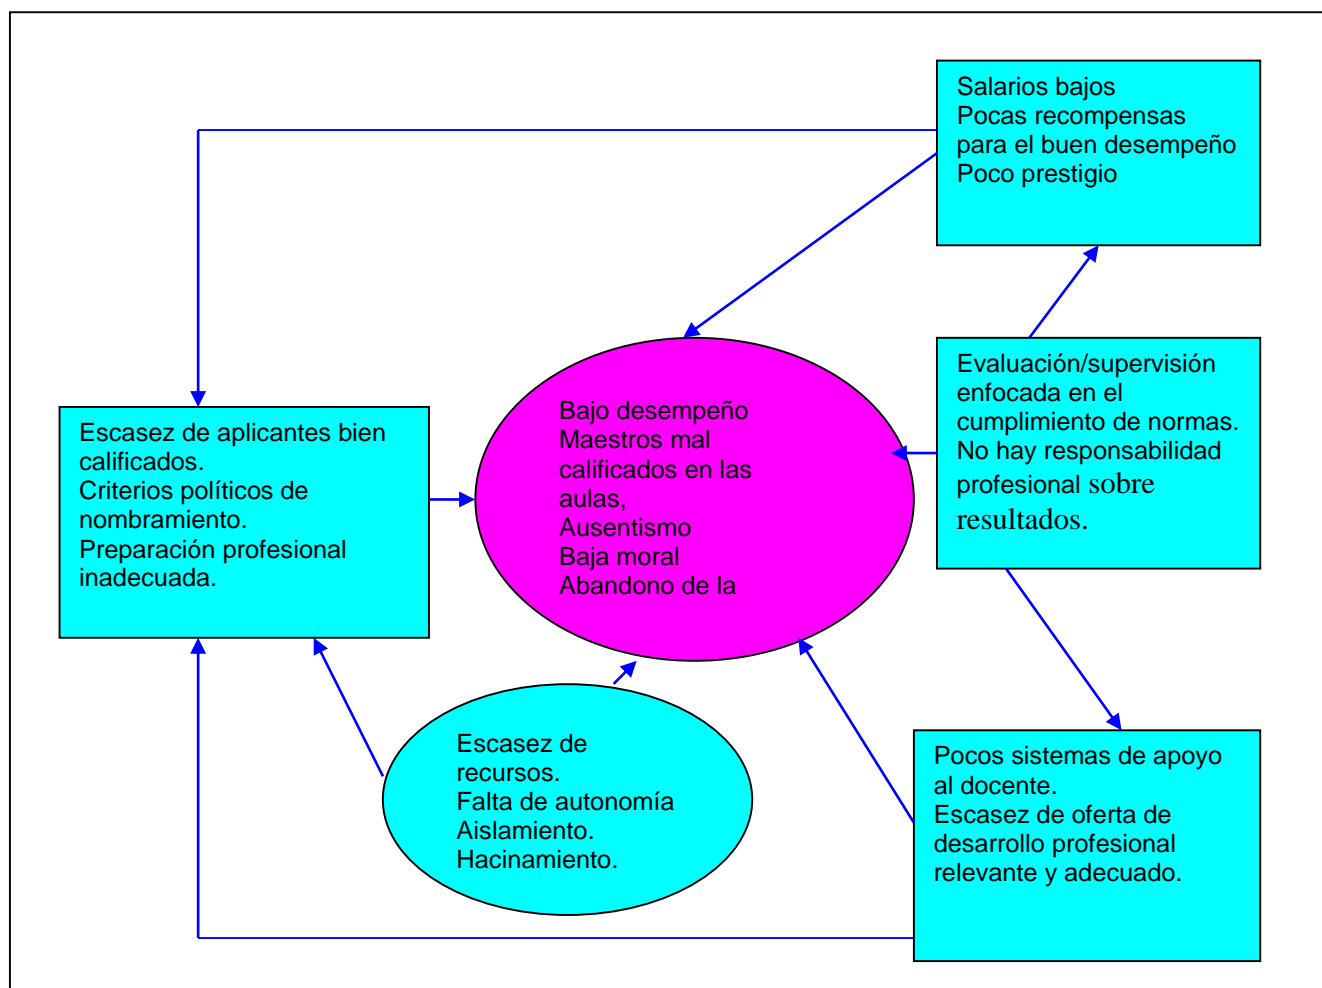 Salarios bajos
Pocas recompensas
para el buen desempeño
Poco prestigio
Escasez de aplicantes bien
calificados.
Criterios políticos de
nombramiento.
Preparación profesional
inadecuada.
Bajo desempeño
Maestros mal
calificados en las
aulas,
Ausentismo
Baja moral
Abandono de la
Evaluación/supervisión
enfocada en el
cumplimiento de normas.
No hay responsabilidad
profesional sobre
resultados.
Escasez de
recursos.
Falta de autonomía
Aislamiento.
Hacinamiento.
Pocos sistemas de apoyo
al docente.
Escasez de oferta de
desarrollo profesional
relevante y adecuado.